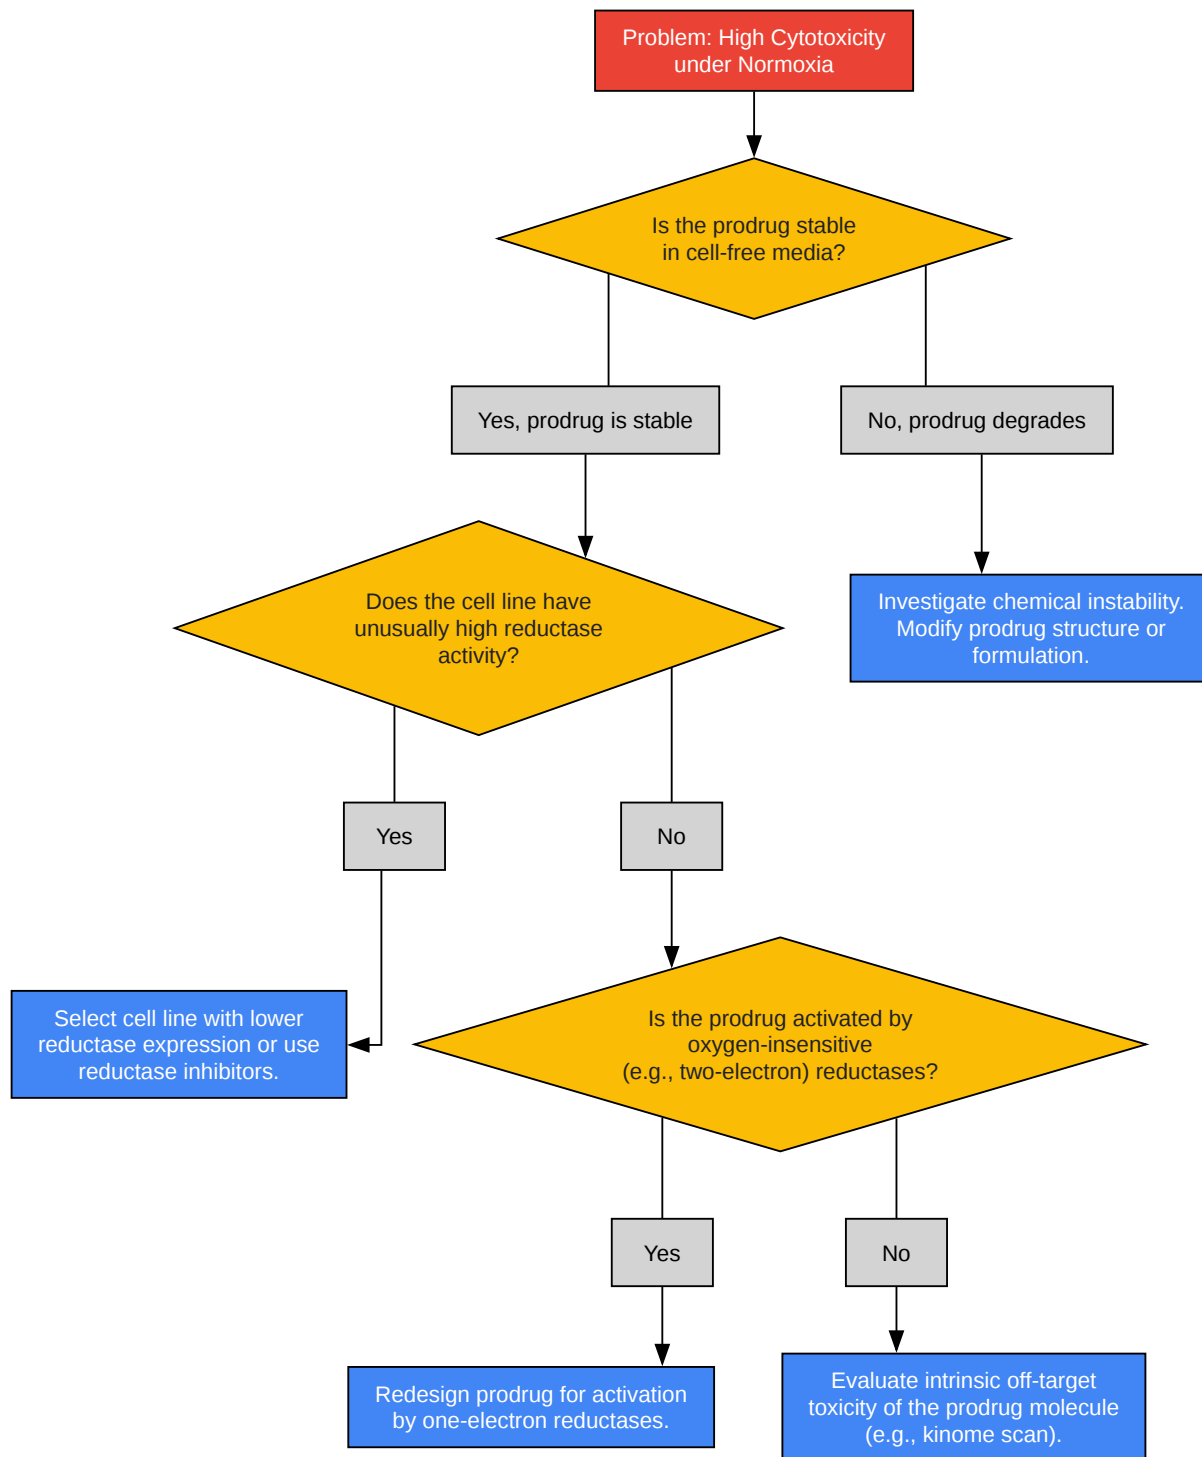 Problem: High Cytotoxicity
under Normoxia
Is the prodrug stable
in cell-free media?
Yes, prodrug is stable
No, prodrug degrades
Does the cell line have
unusually high reductase
activity?
Investigate chemical instability.
Modify prodrug structure or
formulation.
Yes
No
Select cell line with lower
reductase expression or use
reductase inhibitors.
Is the prodrug activated by
oxygen-insensitive
(e.g., two-electron) reductases?
Yes
No
Redesign prodrug for activation
by one-electron reductases.
Evaluate intrinsic off-target
toxicity of the prodrug molecule
(e.g., kinome scan).